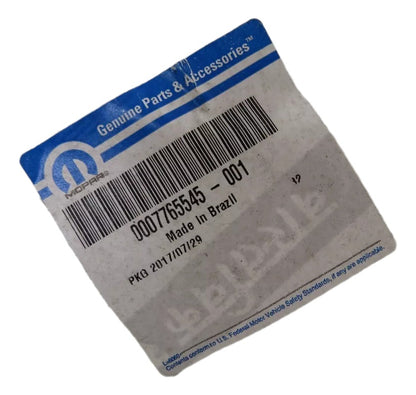 Genuine Parts & Accessories™
MOPAR®
0007765545 - 001
Made in Brazil
PKG 2017/07/29
Contents conform to U.S. Federal Motor Vehicle Safety Standards, if any are applicable.